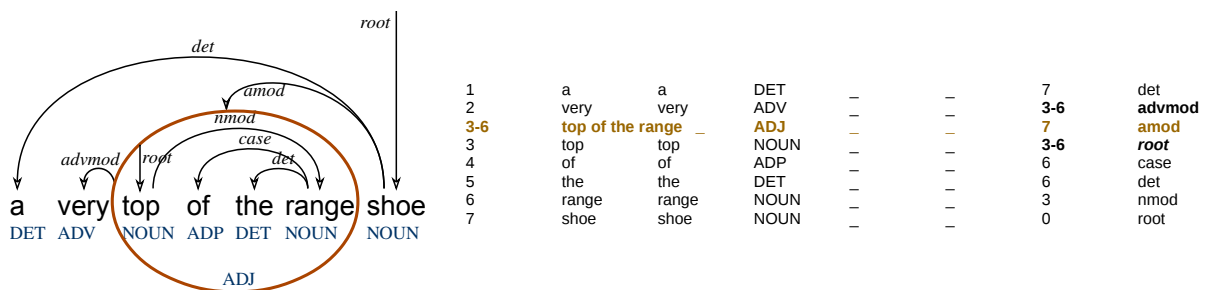 root
det
amod
nmod
case
advmod root det
a very top of the range shoe
DET ADV NOUN ADP DET NOUN NOUN
ADJ
1 a a DET _ _ 7 det
2 very very ADV _ _ 3-6 advmod
3-6 top of the range _ ADJ _ _ 7 amod
3 top top NOUN _ _ 3-6 root
4 of of ADP _ _ 6 case
5 the the DET _ _ 6 det
6 range range NOUN _ _ 3 nmod
7 shoe shoe NOUN _ _ 0 root